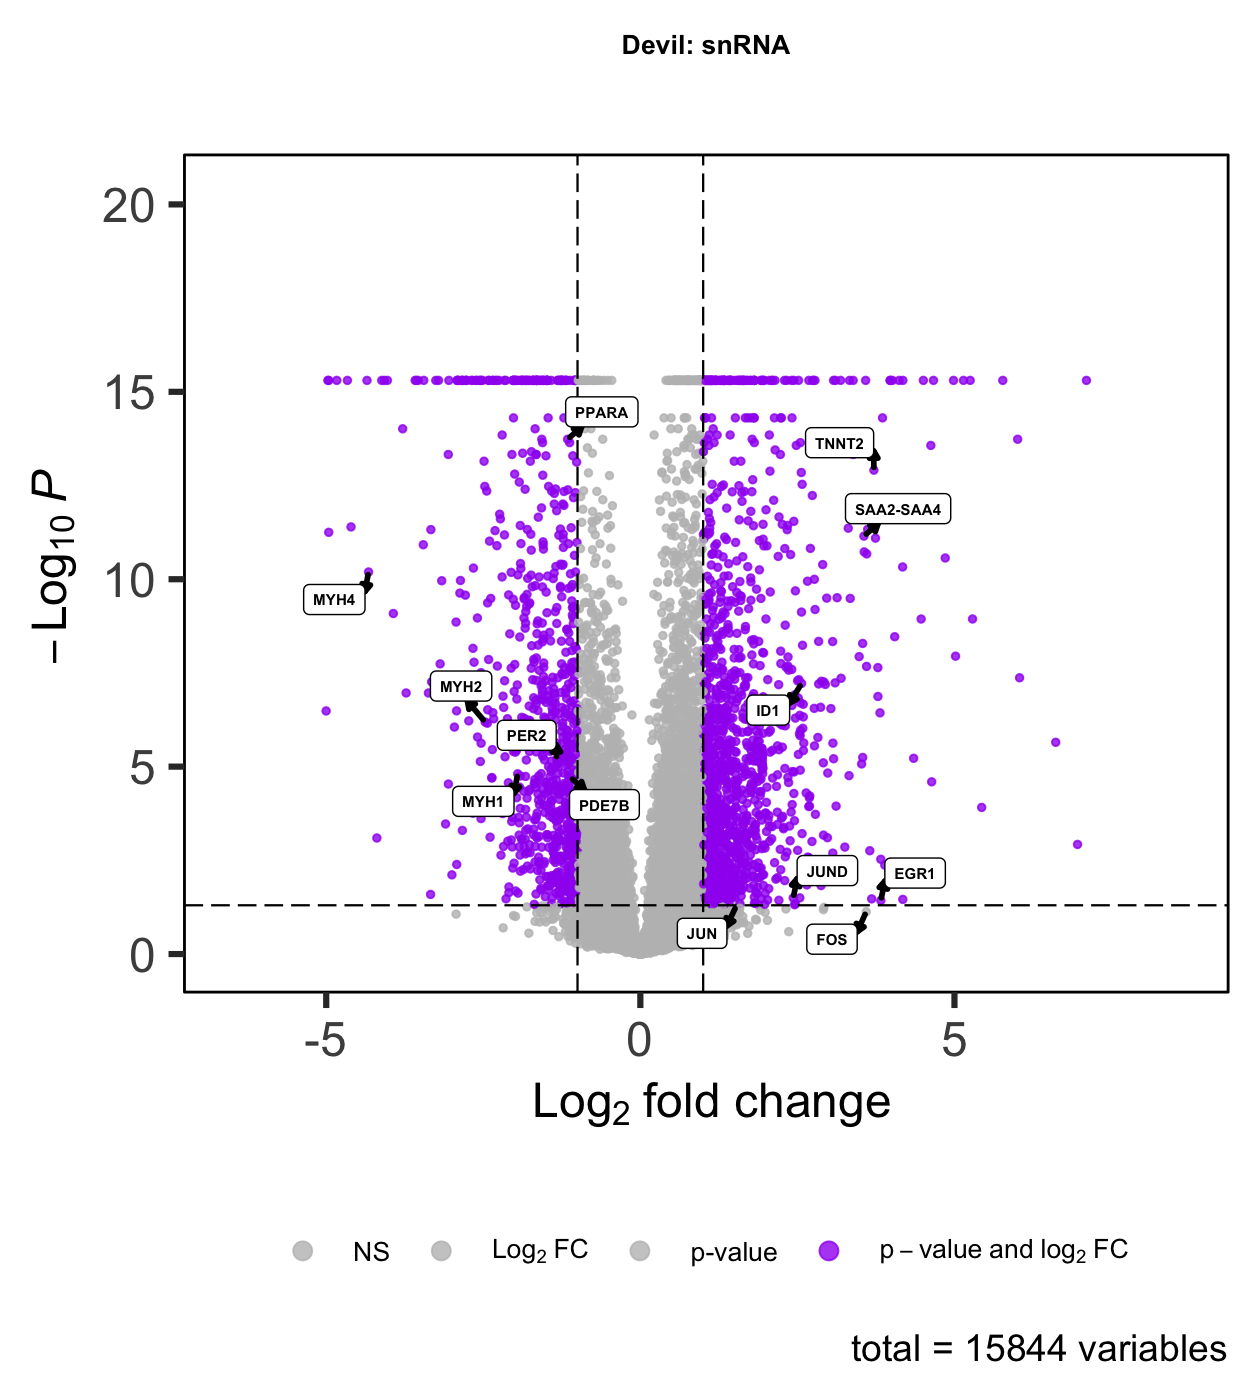 Devil: snRNA
20
15
10
5
0
– Log10 P
PPARA
TNNT2
SAA2-SAA4
MYH4
MYH2
ID1
PER2
MYH1
PDE7B
JUND
EGR1
JUN
FOS
-5
0
5
Log2 fold change
NS
Log2 FC
p-value
p – value and log2 FC
total = 15844 variables